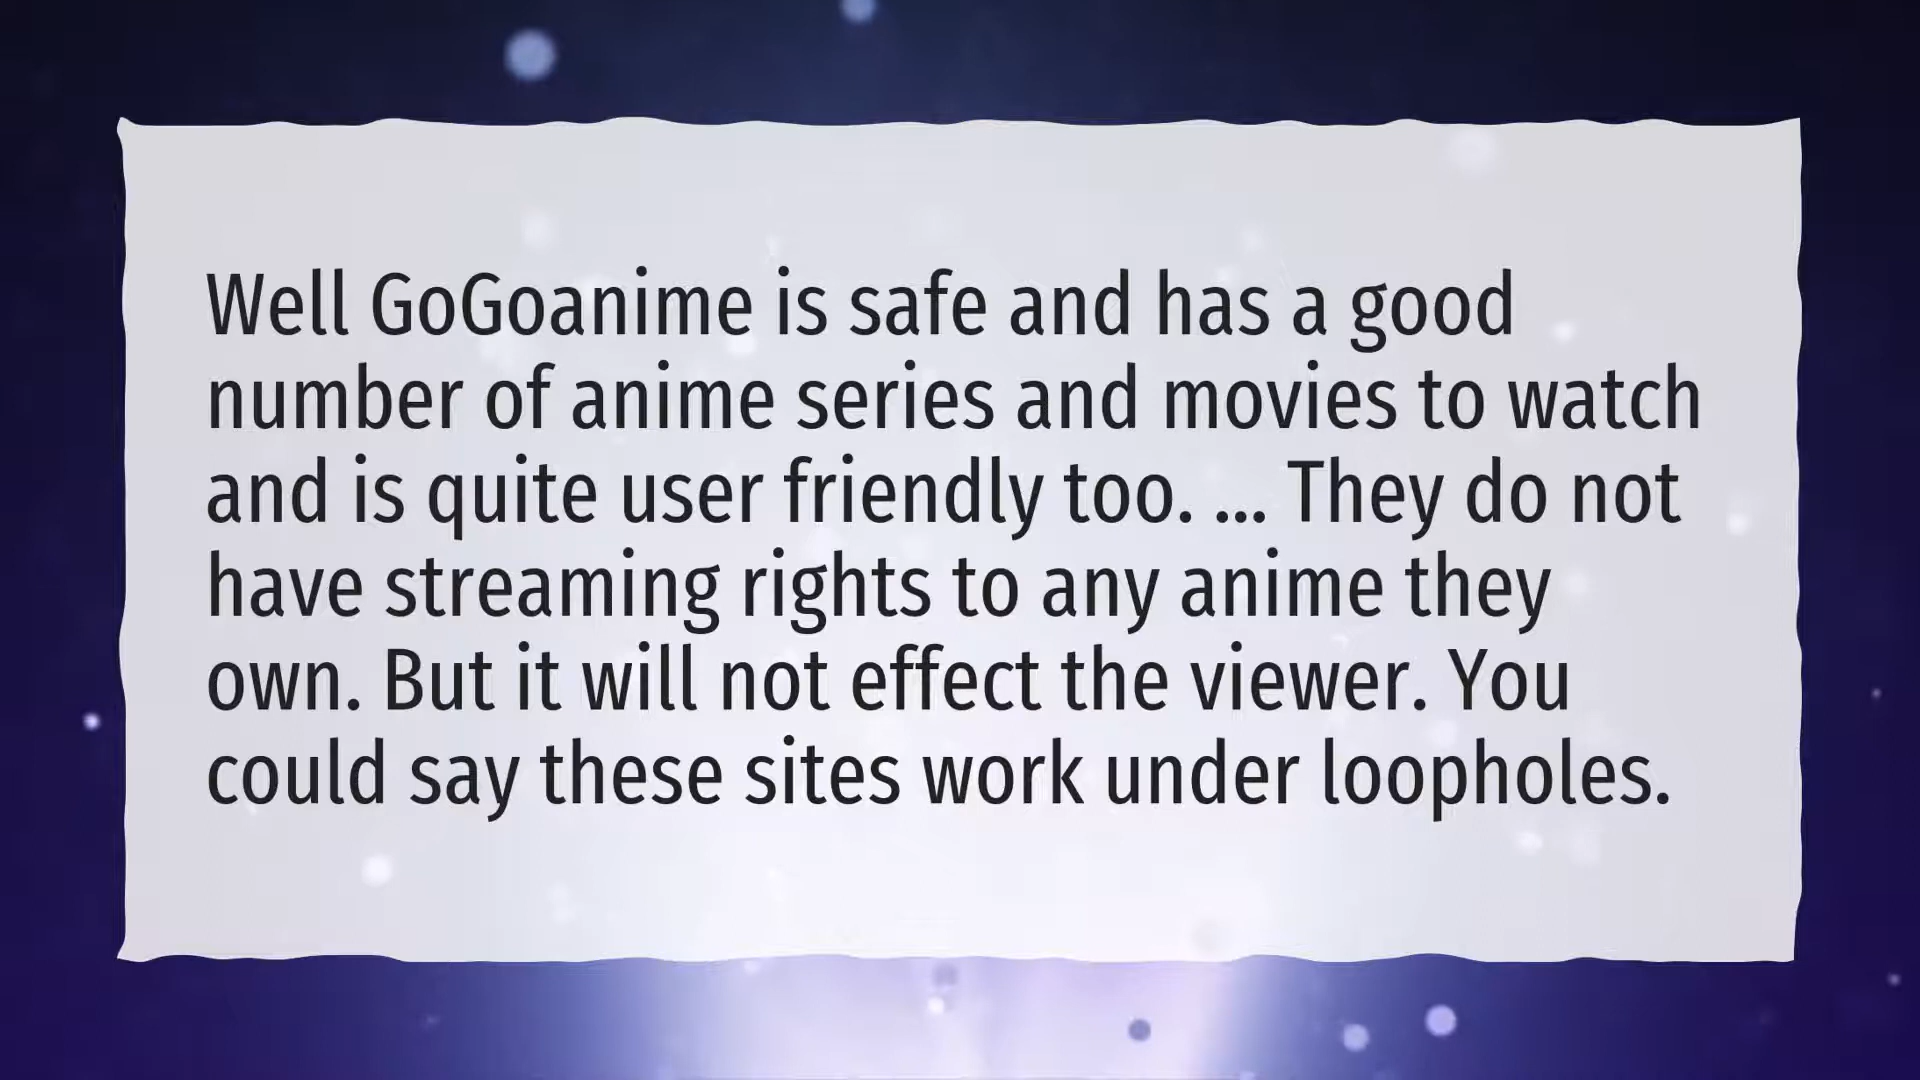 Well GoGoanime is safe and has a good
number of anime series and movies to watch
and is quite user friendly too. ... They do not
have streaming rights to any anime they
own. But it will not effect the viewer. You
could say these sites work under loopholes.